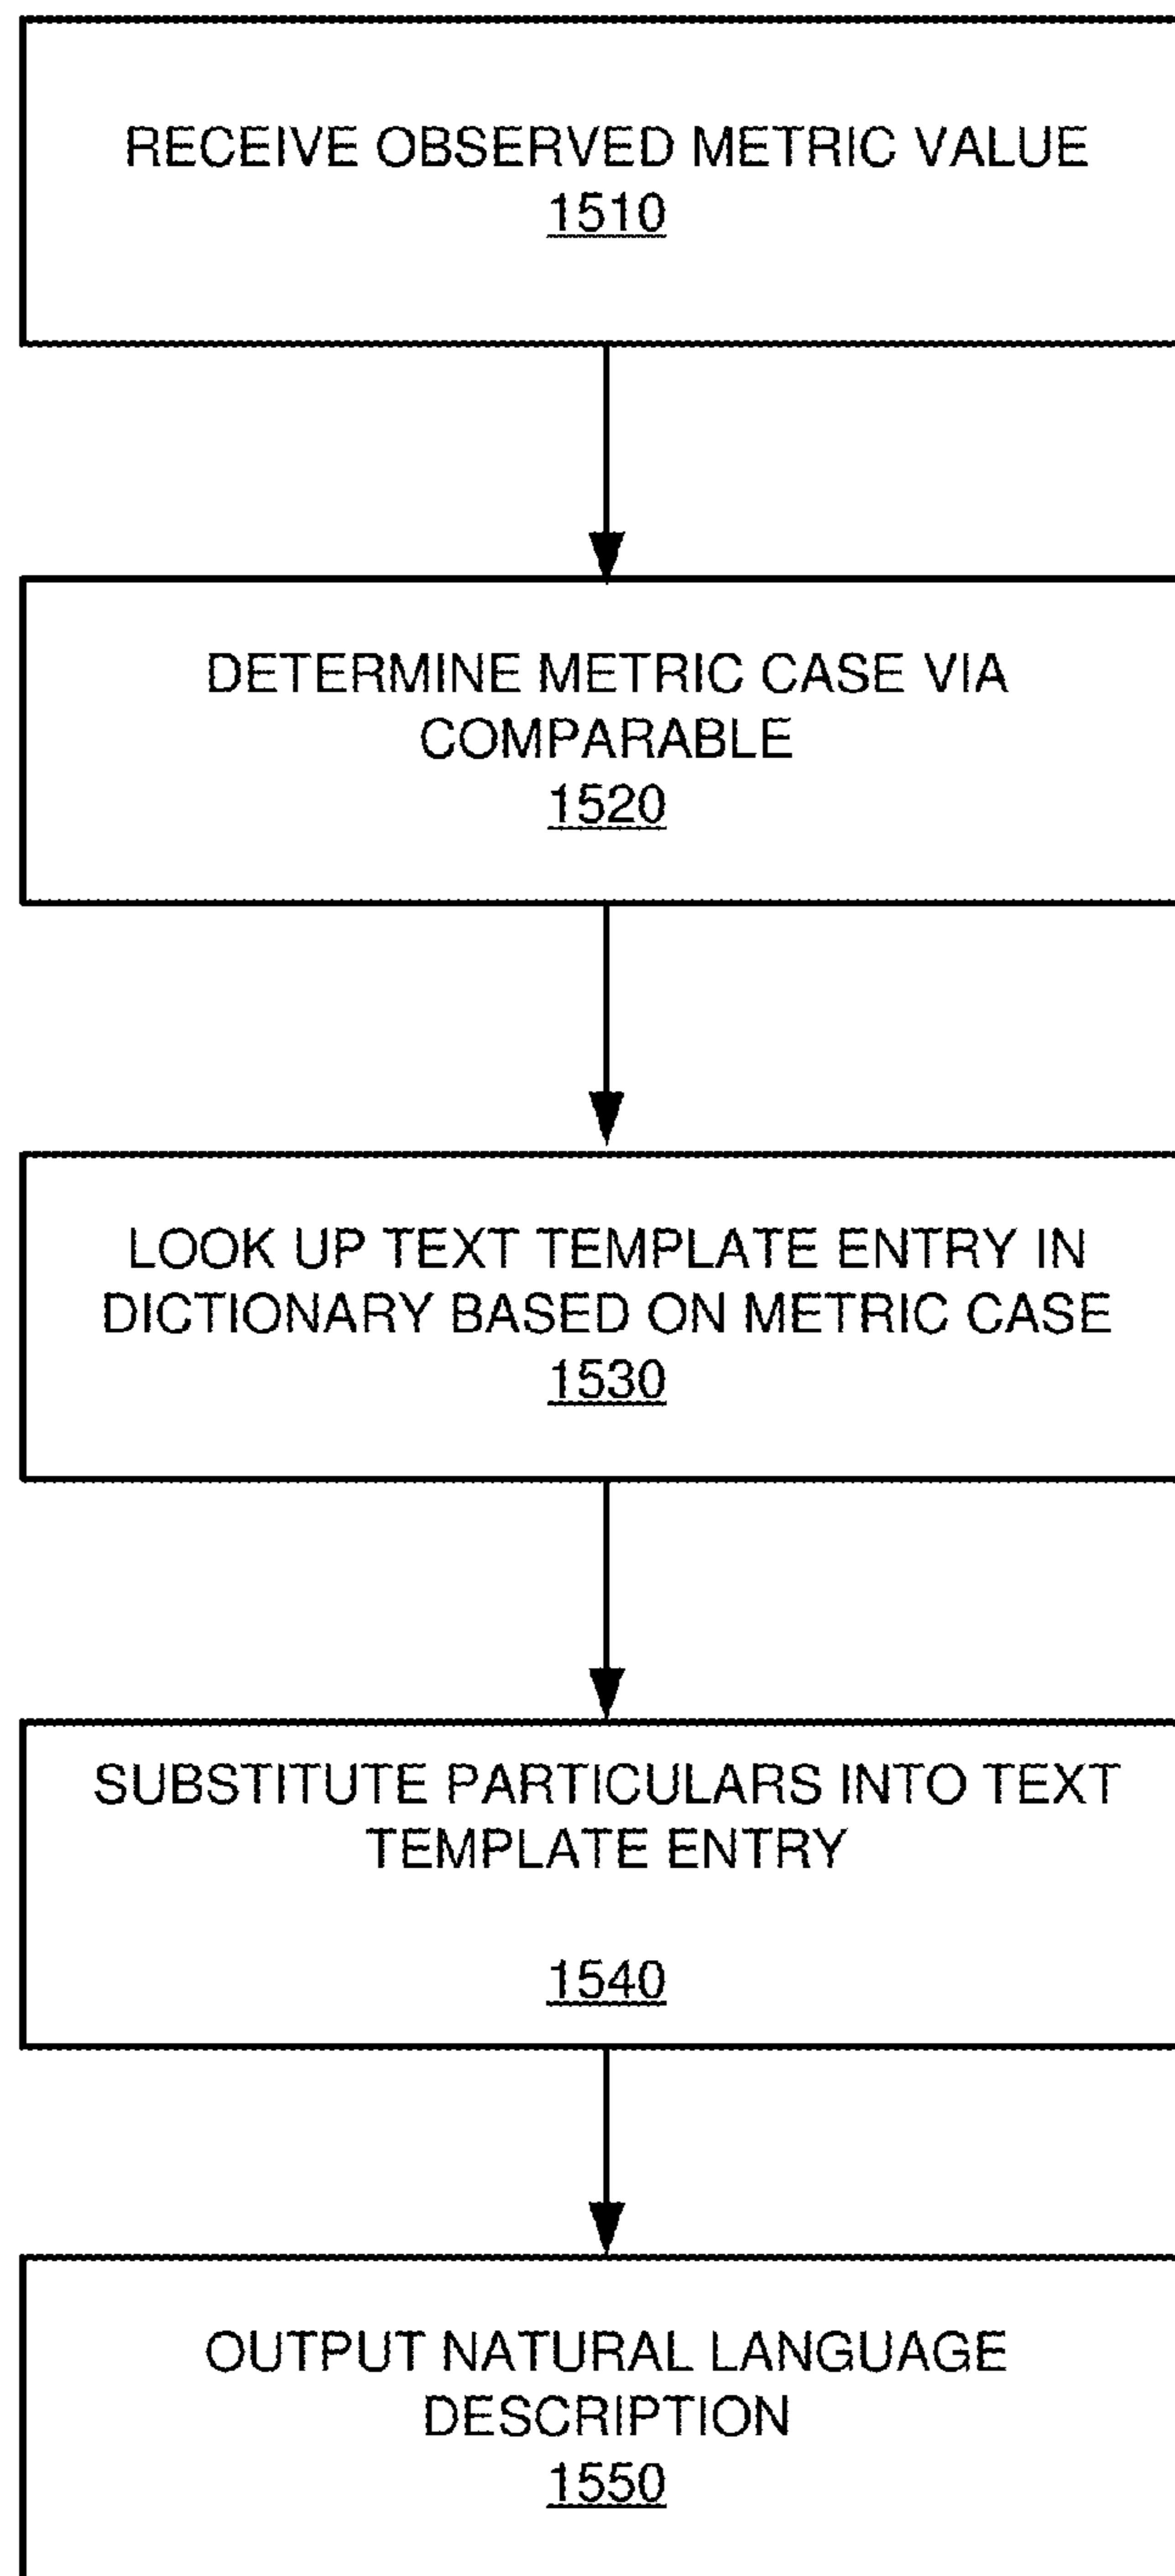 RECEIVE OBSERVED METRIC VALUE
1510
DETERMINE METRIC CASE VIA
COMPARABLE
1520
LOOK UP TEXT TEMPLATE ENTRY IN
DICTIONARY BASED ON METRIC CASE
1530
SUBSTITUTE PARTICULARS INTO TEXT
TEMPLATE ENTRY
1540
OUTPUT NATURAL LANGUAGE
DESCRIPTION
1550